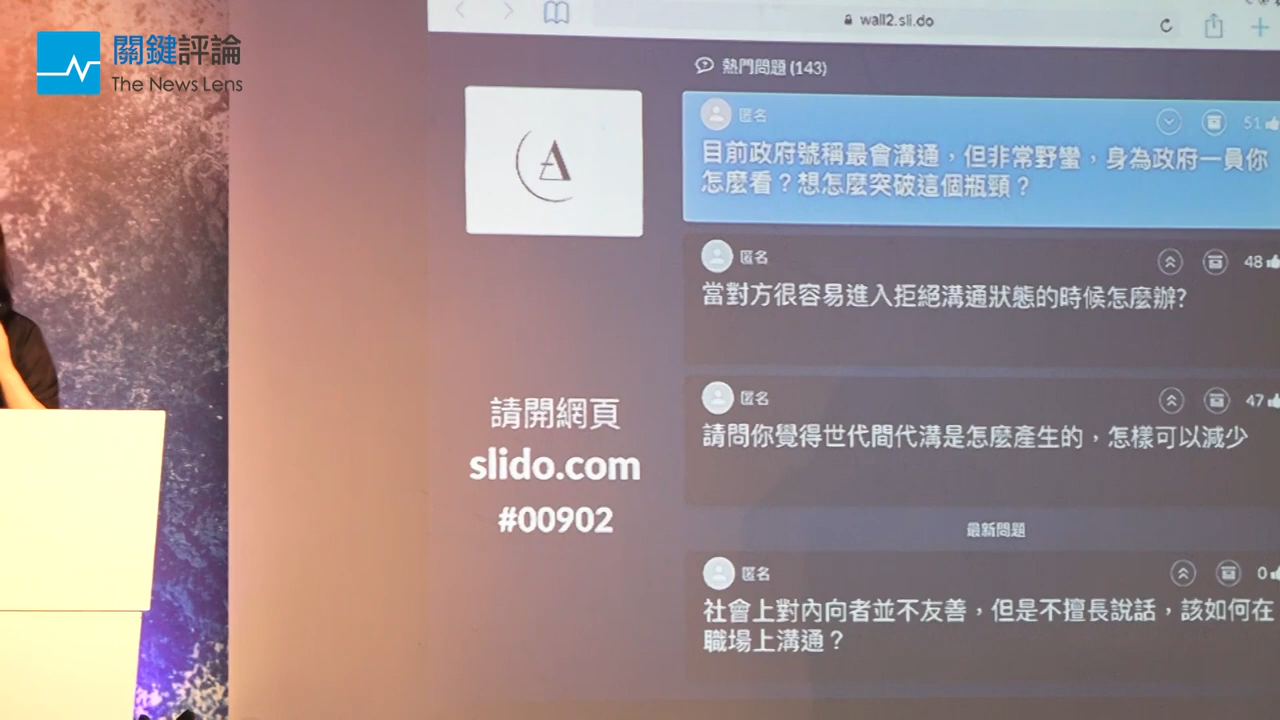 關鍵評論
The News Lens
wall2.sli.do
熱門問題 (143)
匿名
51
目前政府號稱最會溝通，但非常野蠻，身為政府一員你
怎麼看？想怎麼突破這個瓶頸？
匿名
48
當對方很容易進入拒絕溝通狀態的時候怎麼辦?
匿名
47
請問你覺得世代間代溝是怎麼產生的，怎樣可以減少
最新問題
匿名
0
社會上對內向者並不友善，但是不擅長說話，該如何在
職場上溝通？
A
請開網頁
slido.com
#00902